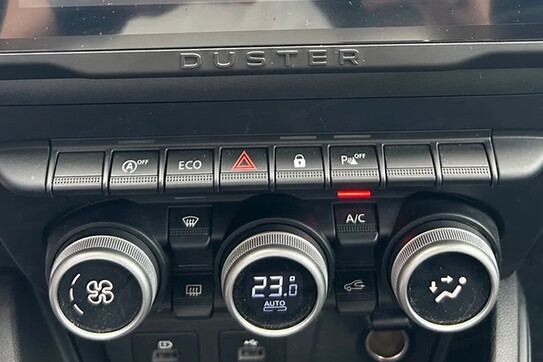 DUSTER
OFF ECO P OFF
A/C
23.0
AUTO